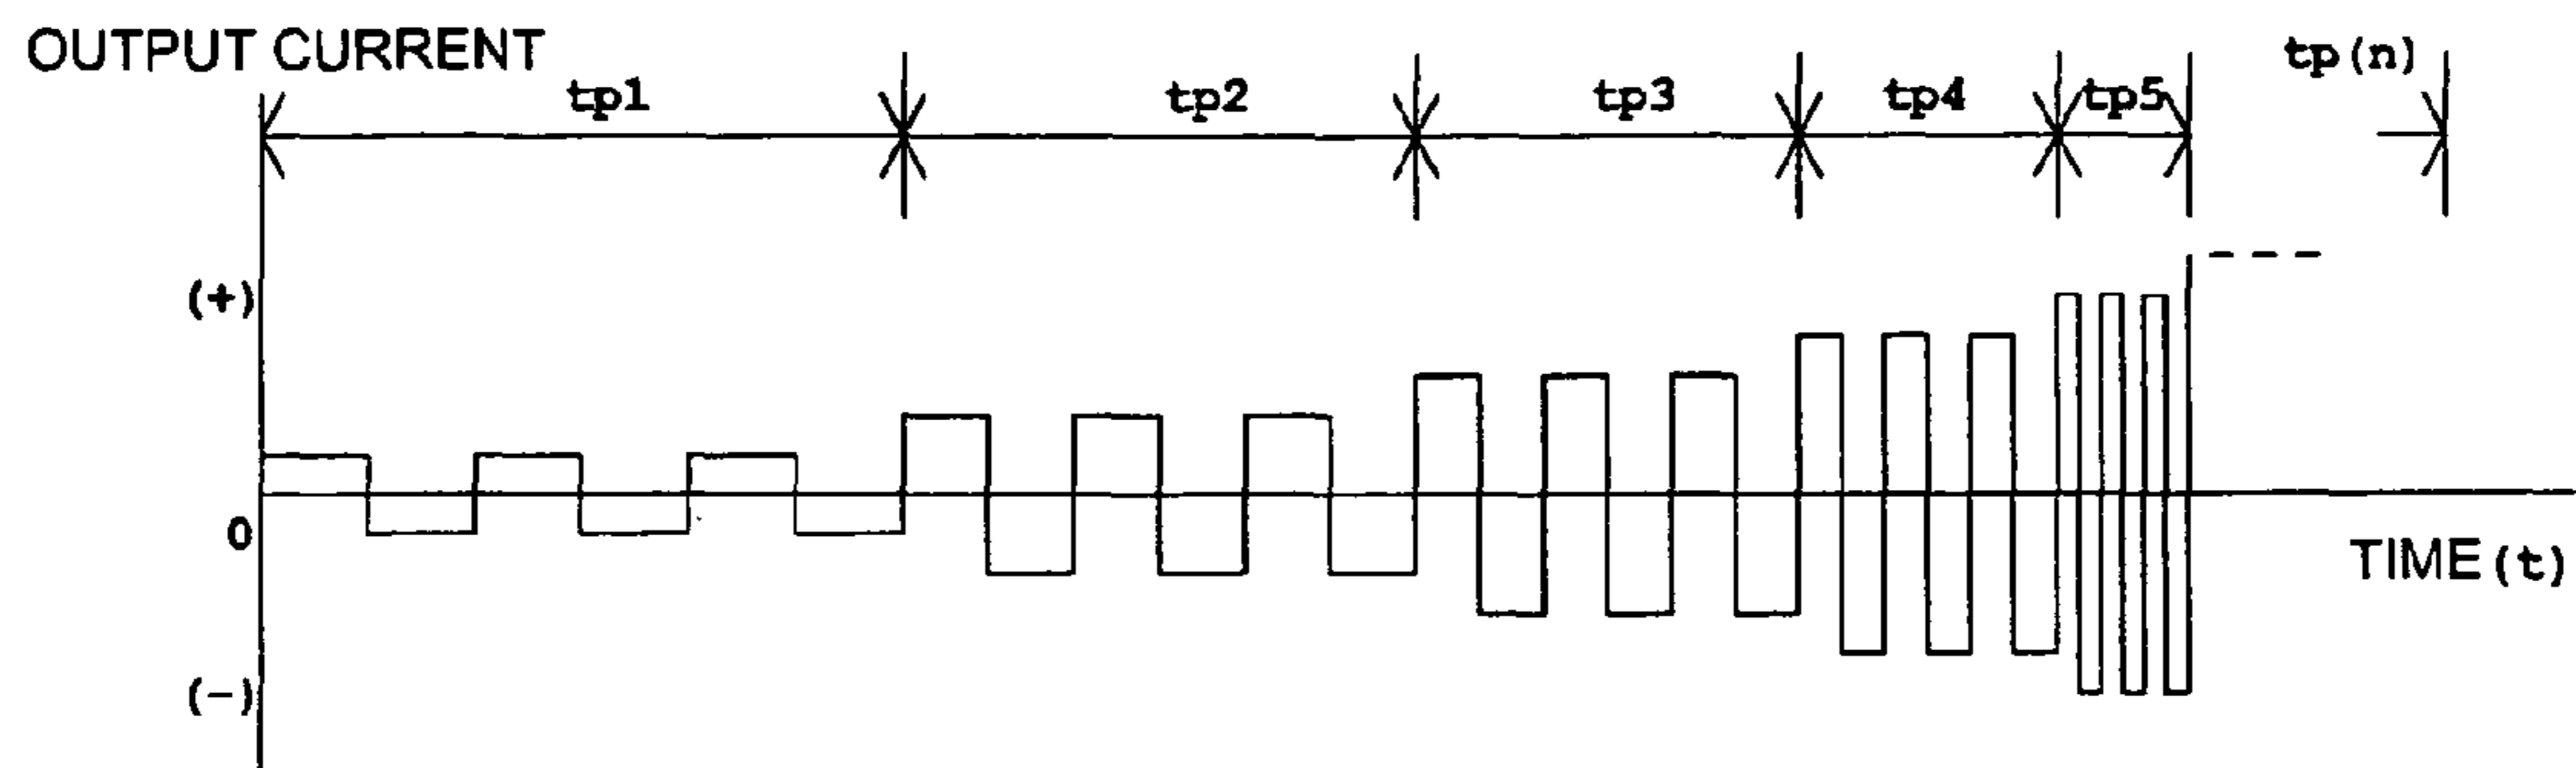 OUTPUT CURRENT
tp1 tp2 tp3 tp4 tp5 tp(n)
(+)
0
TIME(t)
(-)